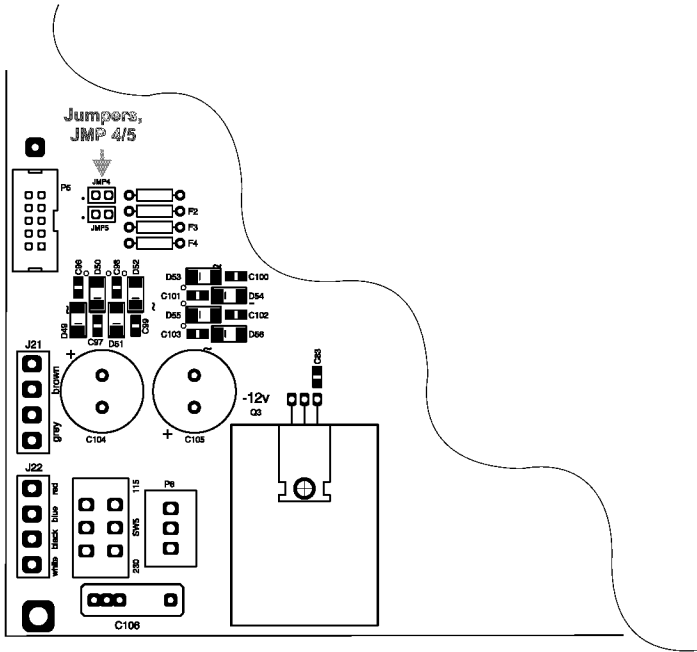 Jumpers,
JMP 4/5
JMP4
P5
JMP5
F2
F3
F4
C96
D50
C98
D52
D53
C100
C101
D54
D55
C102
C103
D56
D49
C97
D51
C99
~
~
~
~
J21
brown
grey
+
C104
+
C105
-12v
Q3
C83
J22
red
blue
black
white
115
SW5
230
P6
C106